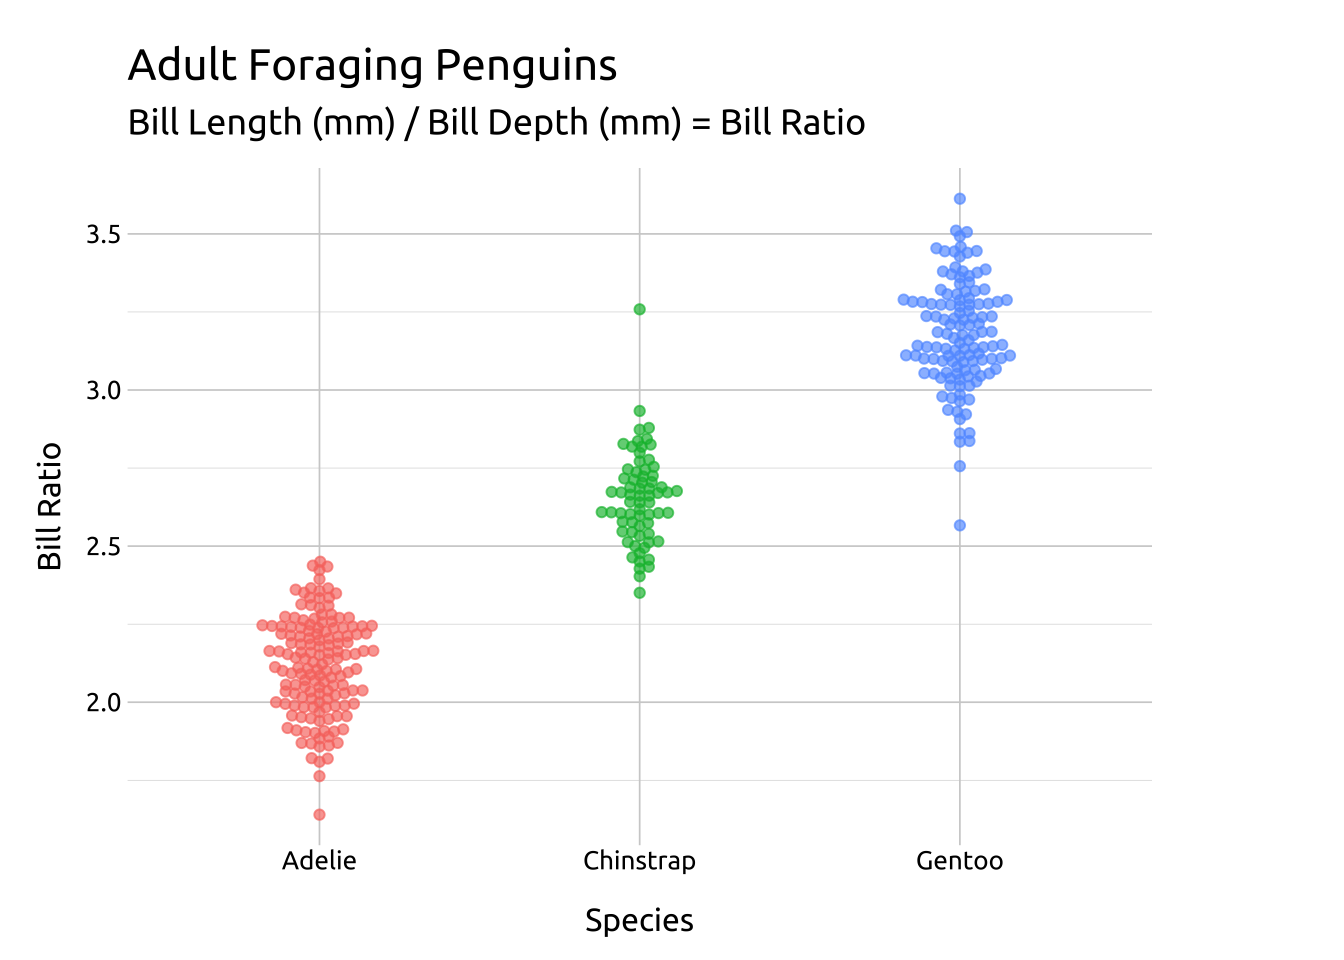 Adult Foraging Penguins
Bill Length (mm) / Bill Depth (mm) = Bill Ratio
Bill Ratio
3.5
3.0
2.5
2.0
Adelie
Chinstrap
Gentoo
Species